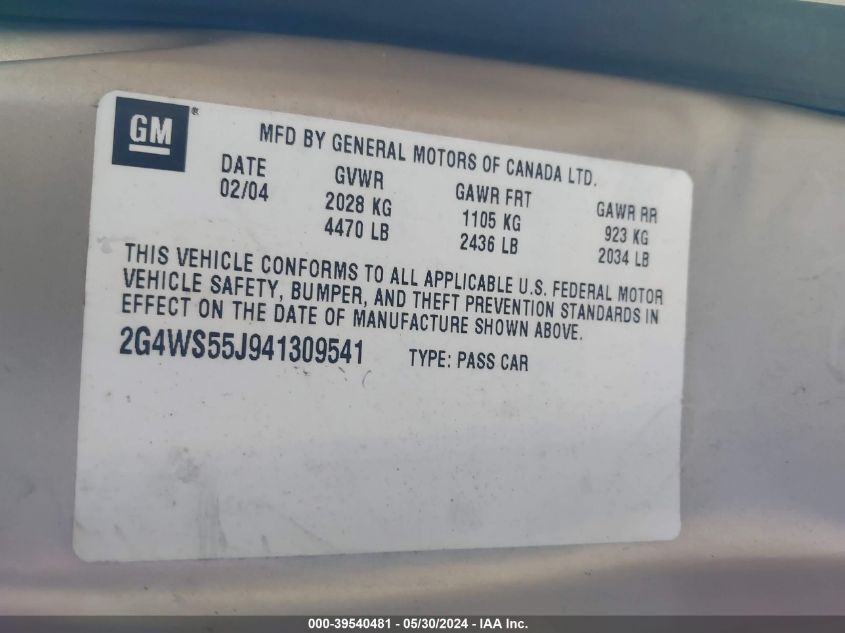 GM®
MFD BY GENERAL MOTORS OF CANADA LTD.
DATE GVWR GAWR FRT GAWR RR
02/04 2028 KG 1105 KG 923 KG
4470 LB 2436 LB 2034 LB
THIS VEHICLE CONFORMS TO ALL APPLICABLE U.S. FEDERAL MOTOR
VEHICLE SAFETY, BUMPER, AND THEFT PREVENTION STANDARDS IN
EFFECT ON THE DATE OF MANUFACTURE SHOWN ABOVE.
2G4WS55J941309541 TYPE: PASS CAR
000-39540481 - 05/30/2024 - IAA Inc.